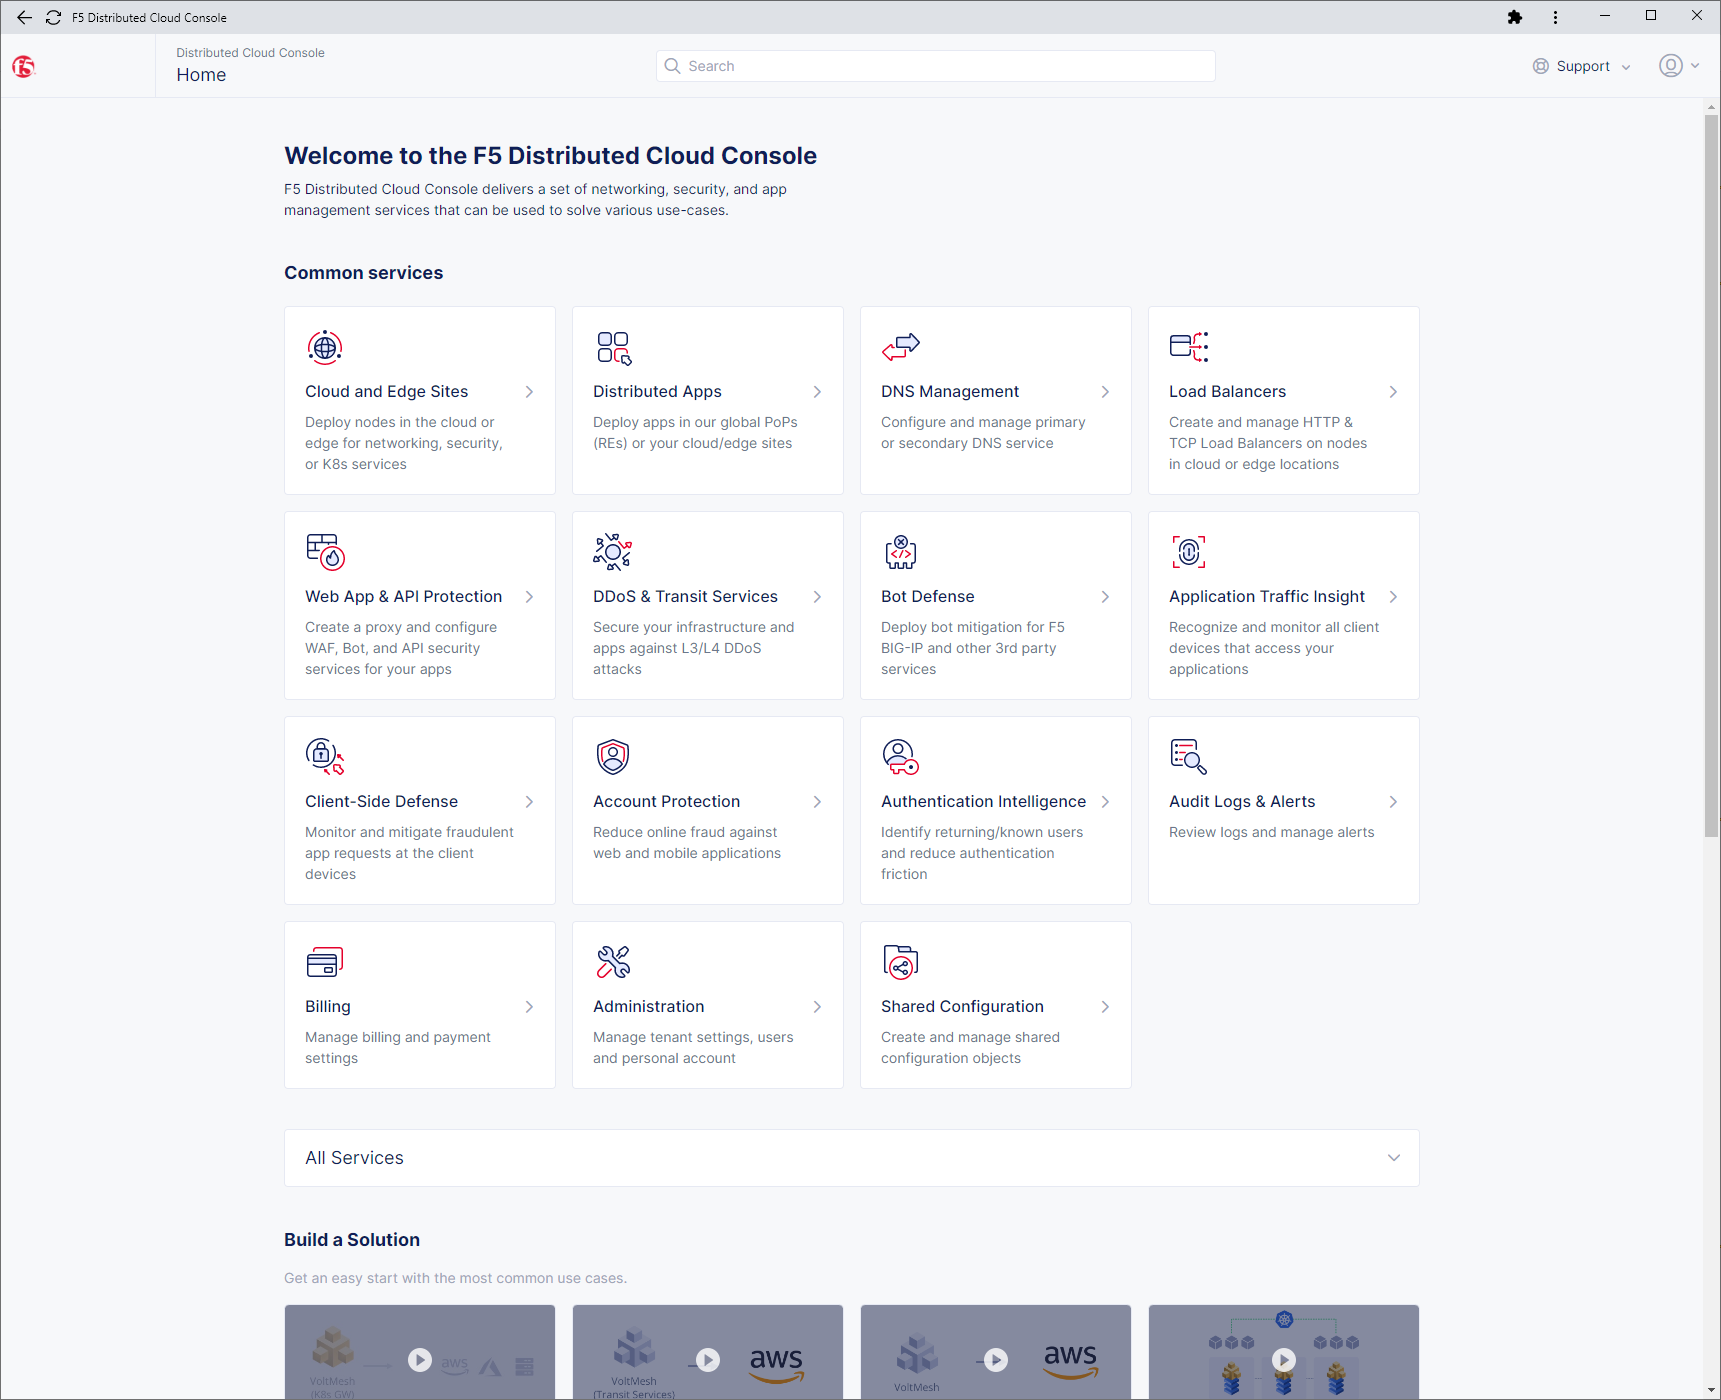 F5 Distributed Cloud Console
f5
Distributed Cloud Console
Home
Search
Support
Welcome to the F5 Distributed Cloud Console
F5 Distributed Cloud Console delivers a set of networking, security, and app
management services that can be used to solve various use-cases.
Common services
Cloud and Edge Sites
Deploy nodes in the cloud or
edge for networking, security,
or K8s services
Distributed Apps
Deploy apps in our global PoPs
(REs) or your cloud/edge sites
DNS Management
Configure and manage primary
or secondary DNS service
Load Balancers
Create and manage HTTP &
TCP Load Balancers on nodes
in cloud or edge locations
Web App & API Protection
Create a proxy and configure
WAF, Bot, and API security
services for your apps
DDoS & Transit Services
Secure your infrastructure and
apps against L3/L4 DDoS
attacks
Bot Defense
Deploy bot mitigation for F5
BIG-IP and other 3rd party
services
Application Traffic Insight
Recognize and monitor all client
devices that access your
applications
Client-Side Defense
Monitor and mitigate fraudulent
app requests at the client
devices
Account Protection
Reduce online fraud against
web and mobile applications
Authentication Intelligence
Identify returning/known users
and reduce authentication
friction
Audit Logs & Alerts
Review logs and manage alerts
Billing
Manage billing and payment
settings
Administration
Manage tenant settings, users
and personal account
Shared Configuration
Create and manage shared
configuration objects
All Services
Build a Solution
Get an easy start with the most common use cases.
VoltMesh
(K8s GW)
aws
VoltMesh
(Transit Services)
aws
VoltMesh
aws